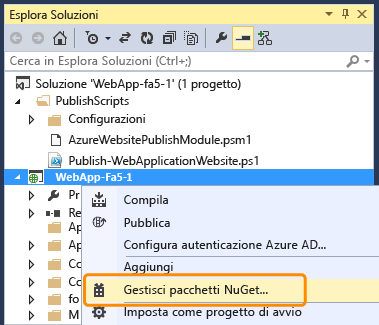 Esplora Soluzioni
Cerca in Esplora Soluzioni (Ctrl+;)
Soluzione 'WebApp-fa5-1' (1 progetto)
PublishScripts
Configurazioni
AzureWebsitePublishModule.psm1
Publish-WebApplicationWebsite.ps1
WebApp-Fa5-1
Pr
Compila
Re
Pubblica
Ap
Configura autenticazione Azure AD...
Ap
Aggiungi
Co
Co
Gestisci pacchetti NuGet...
fo
M
Imposta come progetto di avvio